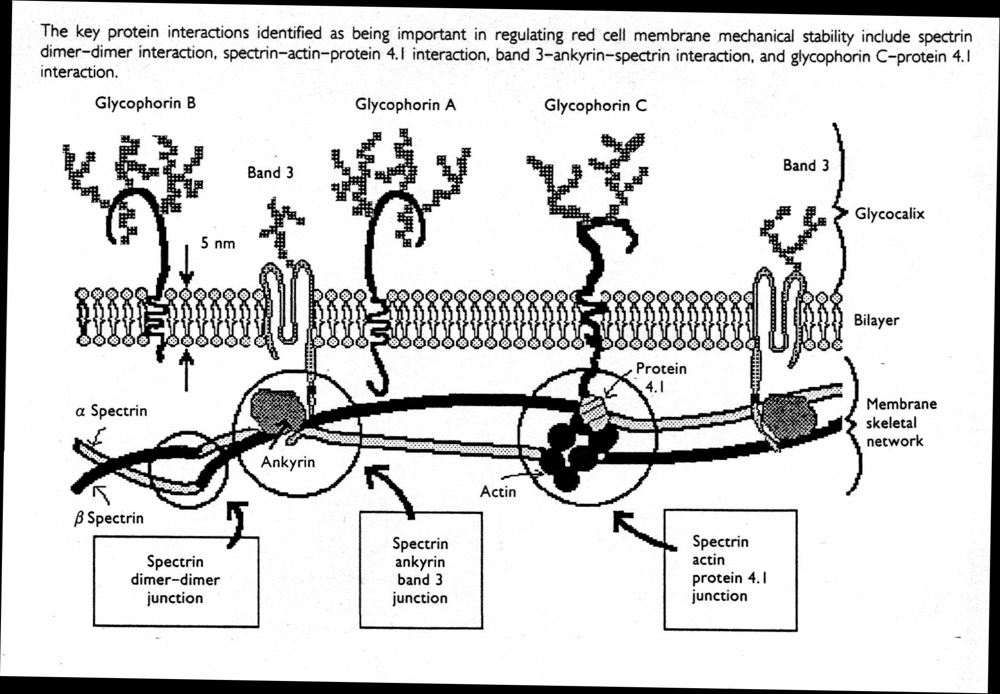 The key protein interactions identified as being important in regulating red cell membrane mechanical stability include spectrin
dimer–dimer interaction, spectrin–actin–protein 4.1 interaction, band 3–ankyrin–spectrin interaction, and glycophorin C–protein 4.1
interaction.
Glycophorin B
Glycophorin A
Glycophorin C
Band 3
Band 3
Glycocalix
5 nm
Bilayer
Protein
4.1
α Spectrin
Membrane
skeletal
network
Ankyrin
Actin
β Spectrin
Spectrin
dimer–dimer
junction
Spectrin
ankyrin
band 3
junction
Spectrin
actin
protein 4.1
junction